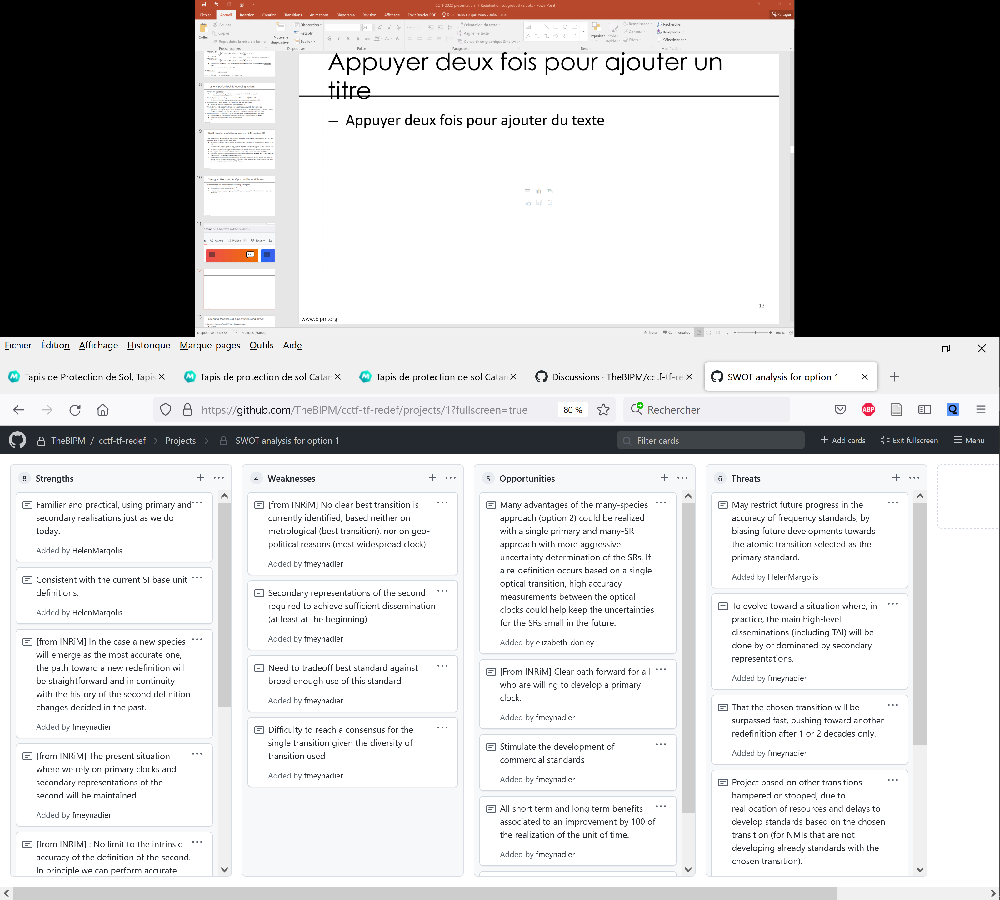 CCTF 2022 presentation TF Redefinition subgroupB v2.pptx - PowerPoint
Fichier Accueil Insertion Création Transitions Animations Diaporama Révision Affichage Foxit Reader PDF Dites-nous ce que vous voulez faire. Partager
Coller
Couper
Copier
Reproduire la mise en forme
Presse-papiers
Nouvelle diapositive
Disposition
Rétablir
Section
Diapositives
24
G I S S abc AV Aa A
Police
Orientation du texte
Aligner le texte
Convertir en graphique SmartArt
Paragraphe
Organiser
Styles rapides
Remplissage
Contour
Effets
Dessin
Rechercher
Remplacer
Sélectionner
Modification
8
Some important points regarding options
9
Draft rules for updating species, wi & N (option 2.2)
10
Strengths, Weaknesses, Opportunities and Threats
11
s.com/TheBIPM/cctf-tf-redef/discussions
Actions Projects 3 Security
12
13
Strengths, Weaknesses, Opportunities and Threats
Appuyer deux fois pour ajouter un
titre
— Appuyer deux fois pour ajouter du texte
12
www.bipm.org
Diapositive 12 de 33 Français (France) Notes Commentaires 160 %
Fichier Édition Affichage Historique Marque-pages Outils Aide
Tapis de Protection de Sol, Tapis
Tapis de protection de sol Catan
Tapis de protection de sol Catan
Discussions · TheBIPM/cctf-tf-re
SWOT analysis for option 1
https://github.com/TheBIPM/cctf-tf-redef/projects/1?fullscreen=true
80 %
Rechercher
ABP
Q
TheBIPM / cctf-tf-redef > Projects > SWOT analysis for option 1
Filter cards
Add cards
Exit fullscreen
Menu
8 Strengths
Familiar and practical, using primary and
secondary realisations just as we do
today.
Added by HelenMargolis
Consistent with the current SI base unit
definitions.
Added by HelenMargolis
[from INRiM] In the case a new species
will emerge as the most accurate one,
the path toward a new redefinition will
be straightforward and in continuity
with the history of the second definition
changes decided in the past.
Added by fmeynadier
[from INRiM] The present situation
where we rely on primary clocks and
secondary representations of the
second will be maintained.
Added by fmeynadier
[from INRIM] : No limit to the intrinsic
accuracy of the definition of the second.
In principle we can perform accurate
4 Weaknesses
[from INRiM] No clear best transition is
currently identified, based neither on
metrological (best transition), nor on geo-
political reasons (most widespread clock).
Added by fmeynadier
Secondary representations of the second
required to achieve sufficient dissemination
(at least at the beginning)
Added by fmeynadier
Need to tradeoff best standard against
broad enough use of this standard
Added by fmeynadier
Difficulty to reach a consensus for the
single transition given the diversity of
transition used
Added by fmeynadier
5 Opportunities
Many advantages of the many-species
approach (option 2) could be realized
with a single primary and many-SR
approach with more aggressive
uncertainty determination of the SRs. If
a re-definition occurs based on a single
optical transition, high accuracy
measurements between the optical
clocks could help keep the uncertainties
for the SRs small in the future.
Added by elizabeth-donley
[From INRiM] Clear path forward for all
who are willing to develop a primary
clock.
Added by fmeynadier
Stimulate the development of
commercial standards
Added by fmeynadier
All short term and long term benefits
associated to an improvement by 100 of
the realization of the unit of time.
Added by fmeynadier
6 Threats
May restrict future progress in the
accuracy of frequency standards, by
biasing future developments towards
the atomic transition selected as the
primary standard.
Added by HelenMargolis
To evolve toward a situation where, in
practice, the main high-level
disseminations (including TAI) will be
done by or dominated by secondary
representations.
Added by fmeynadier
That the chosen transition will be
surpassed fast, pushing toward another
redefinition after 1 or 2 decades only.
Added by fmeynadier
Project based on other transitions
hampered or stopped, due to
reallocation of resources and delays to
develop standards based on the chosen
transition (for NMIs that are not
developing already standards with the
chosen transition).